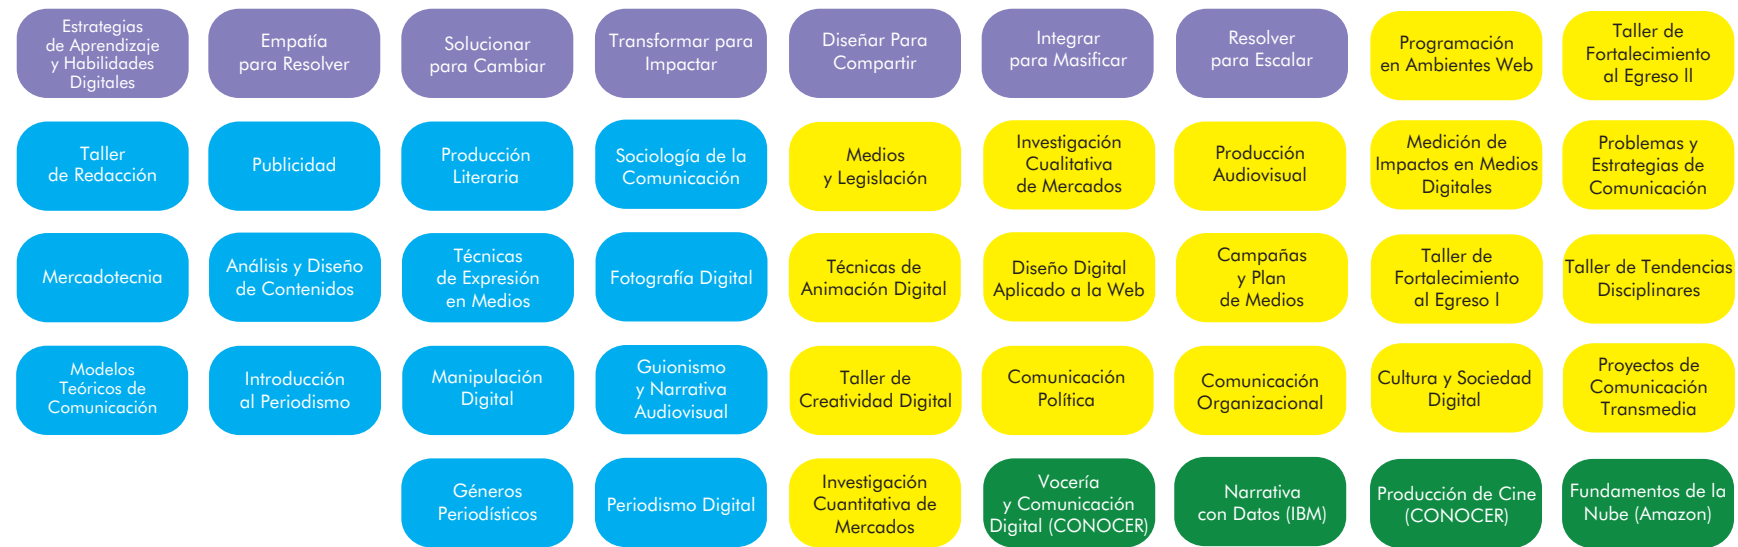 Estrategias
de Aprendizaje
y Habilidades
Digitales
Empatía
para Resolver
Solucionar
para Cambiar
Transformar para
Impactar
Diseñar Para
Compartir
Integrar
para Masificar
Resolver
para Escalar
Programación
en Ambientes Web
Taller de
Fortalecimiento
al Egreso II
Taller
de Redacción
Publicidad
Producción
Literaria
Sociología de la
Comunicación
Medios
y Legislación
Investigación
Cualitativa
de Mercados
Producción
Audiovisual
Medición de
Impactos en Medios
Digitales
Problemas y
Estrategias de
Comunicación
Mercadotecnia
Análisis y Diseño
de Contenidos
Técnicas
de Expresión
en Medios
Fotografía Digital
Técnicas de
Animación Digital
Diseño Digital
Aplicado a la Web
Campañas
y Plan
de Medios
Taller de
Fortalecimiento
al Egreso I
Taller de Tendencias
Disciplinares
Modelos
Teóricos de
Comunicación
Introducción
al Periodismo
Manipulación
Digital
Guionismo
y Narrativa
Audiovisual
Taller de
Creatividad Digital
Comunicación
Política
Comunicación
Organizacional
Cultura y Sociedad
Digital
Proyectos de
Comunicación
Transmedia
Géneros
Periodísticos
Periodismo Digital
Investigación
Cuantitativa de
Mercados
Vocería
y Comunicación
Digital (CONOCER)
Narrativa
con Datos (IBM)
Producción de Cine
(CONOCER)
Fundamentos de la
Nube (Amazon)